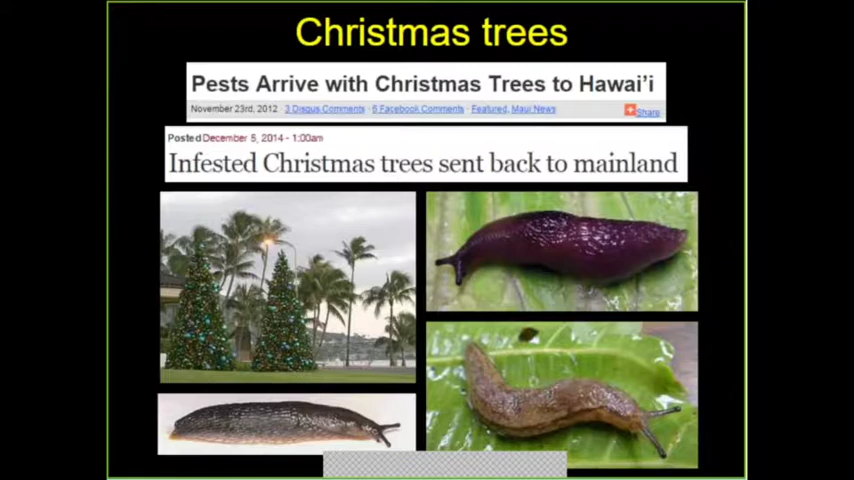 Christmas trees
Pests Arrive with Christmas Trees to Hawai'i
November 23rd, 2012 · 3 Disqus Comments · 6 Facebook Comments · Featured, Maui News
Share
Posted December 5, 2014 - 1:00am
Infested Christmas trees sent back to mainland